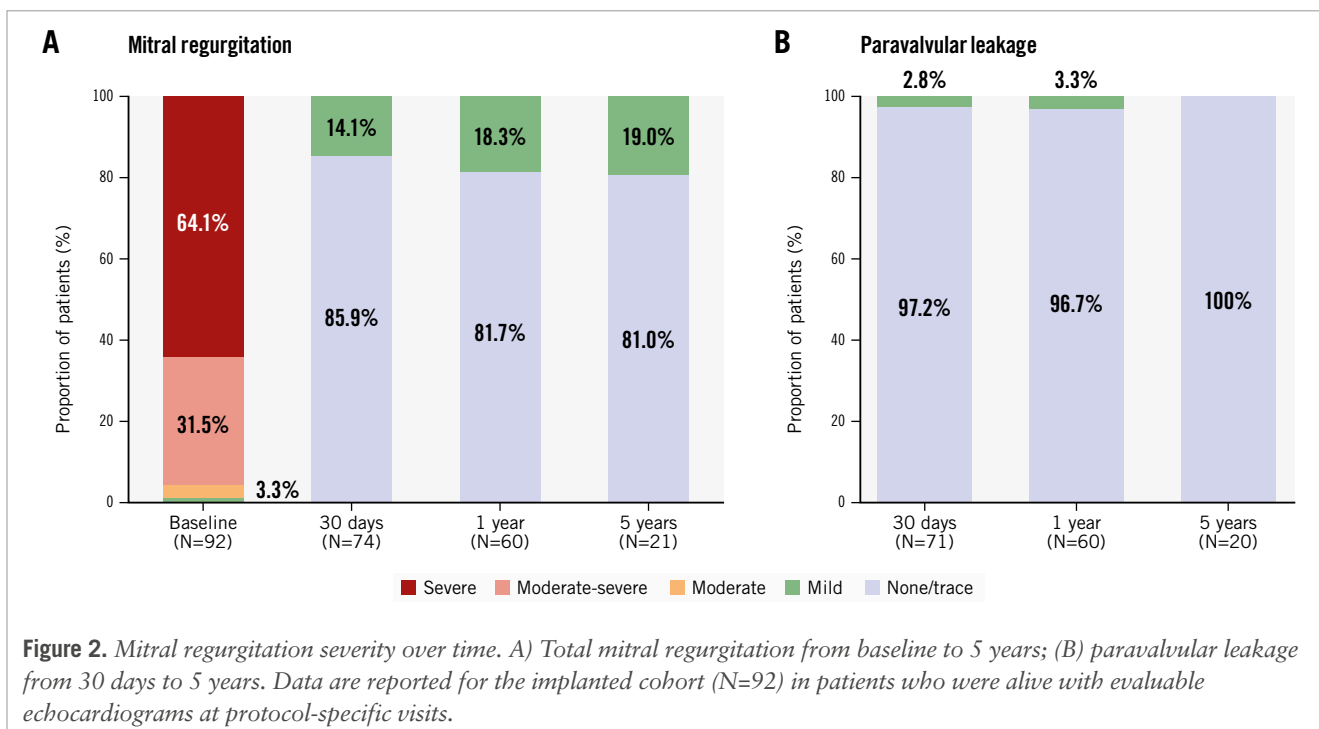 A Mitral regurgitation
Proportion of patients (%)
100
80
60
40
20
0
64.1%
31.5%
3.3%
14.1%
85.9%
18.3%
81.7%
19.0%
81.0%
Baseline
(N=92)
30 days
(N=74)
1 year
(N=60)
5 years
(N=21)
B Paravalvular leakage
Proportion of patients (%)
100
80
60
40
20
0
2.8%
97.2%
3.3%
96.7%
100%
30 days
(N=71)
1 year
(N=60)
5 years
(N=20)
Severe Moderate-severe Moderate Mild None/trace
Figure 2. Mitral regurgitation severity over time. A) Total mitral regurgitation from baseline to 5 years; (B) paravalvular leakage
from 30 days to 5 years. Data are reported for the implanted cohort (N=92) in patients who were alive with evaluable
echocardiograms at protocol-specific visits.